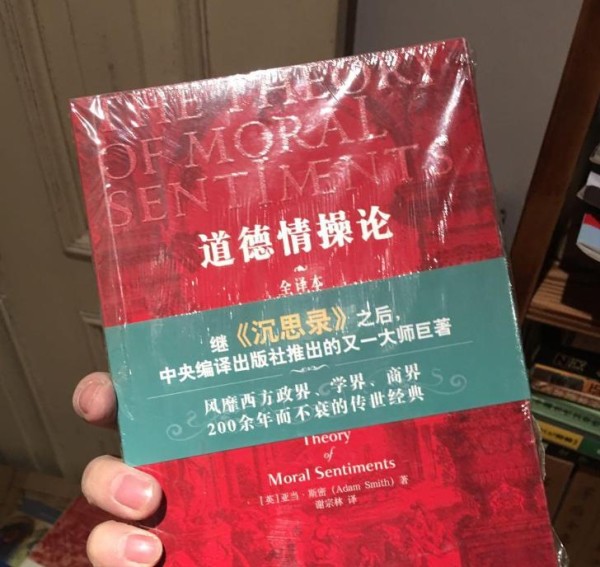 THE THEORY
OF MORAL
SENTIMENTS
道德情操论
全译本
继《沉思录》之后,
中央编译出版社推出的又一大师巨著
风靡西方政界、学界、商界
200余年而不衰的传世经典
Theory
of
Moral Sentiments
[英]亚当·斯密 (Adam Smith) 著
谢宗林 译